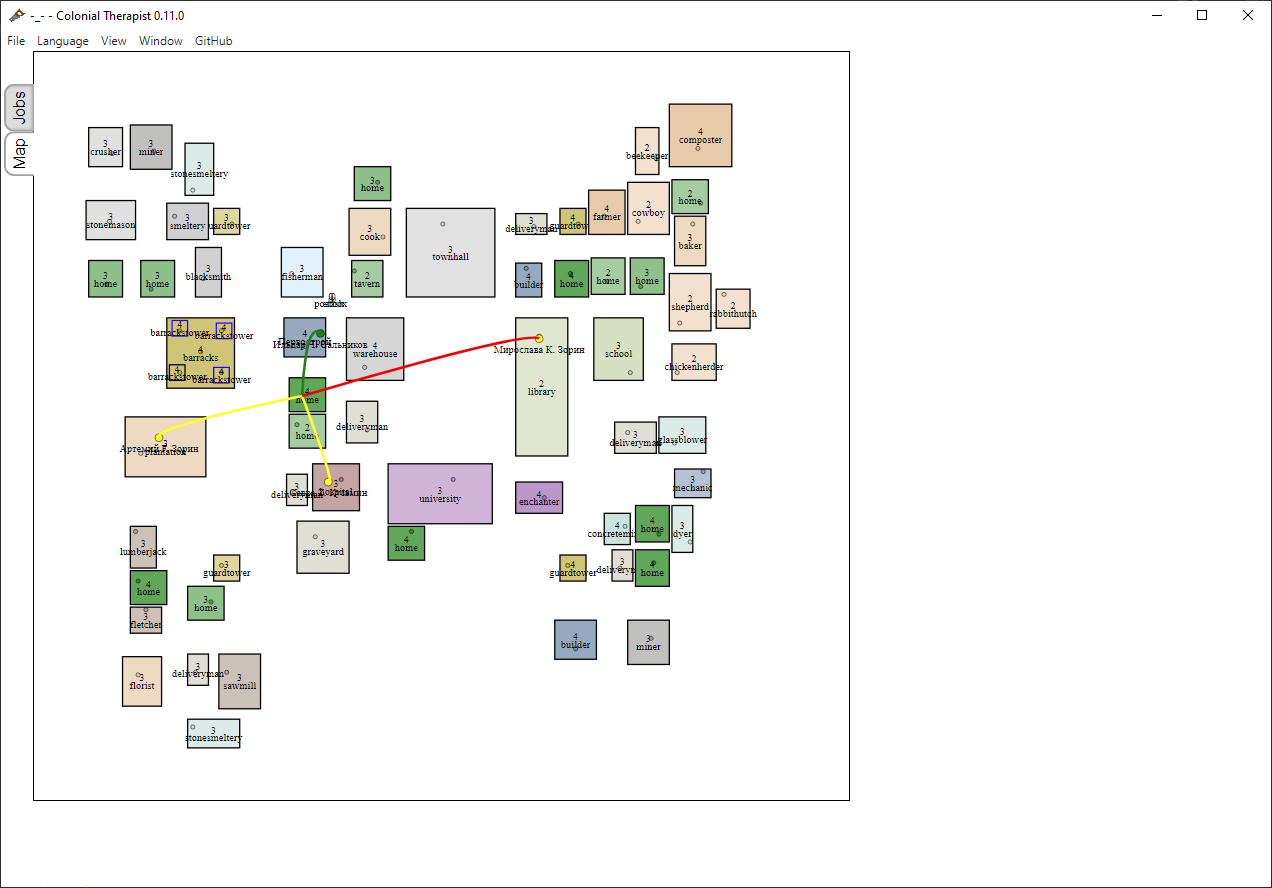 -_- - Colonial Therapist 0.11.0
File Language View Window GitHub
Jobs
Map
3
crusher
3
miner
3
stonesmeltery
3
home
2
beekeeper
4
composter
3
stonemason
3
smeltery
3
3
cook
3
townhall
3
deliveryman
4
guardtower
4
farmer
2
cowboy
2
home
3
baker
3
home
3
home
3
blacksmith
3
fisherman
2
tavern
4
builder
4
home
2
home
3
home
2
shepherd
2
rabbithutch
4
barrackstower
4
barrackstower
4
barracks
4
barrackstower
4
barrackstower
4
4
warehouse
Мирослава К. Зорин
2
library
3
school
2
chickenherder
4
home
2
home
3
deliveryman
3
plantation
Артемий Г. Зорин
3
deliveryman
3
glassblower
3
3
hospital
3
university
4
enchanter
3
mechanic
3
graveyard
4
home
4
4
home
3
dyer
3
lumberjack
4
home
3
fletcher
3
guardtower
3
home
4
guardtower
3
4
home
4
builder
3
miner
3
florist
3
deliveryman
3
sawmill
3
stonesmeltery